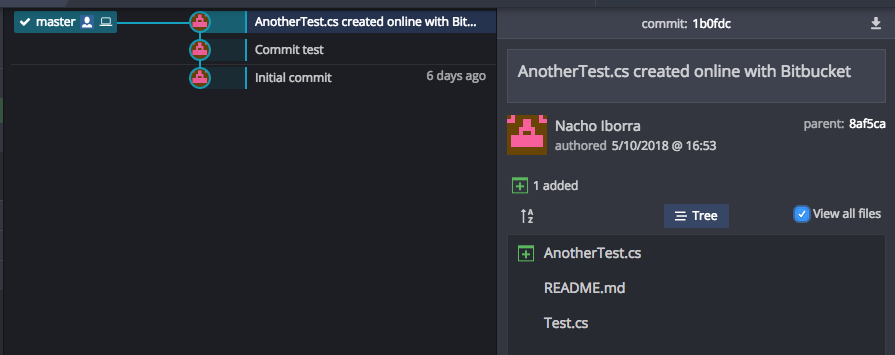 master
AnotherTest.cs created online with Bit...
Commit test
Initial commit
6 days ago
commit: 1b0fdc
AnotherTest.cs created online with Bitbucket
Nacho Iborra
authored 5/10/2018 @ 16:53
parent: 8af5ca
1 added
A
Z
Tree
View all files
AnotherTest.cs
README.md
Test.cs